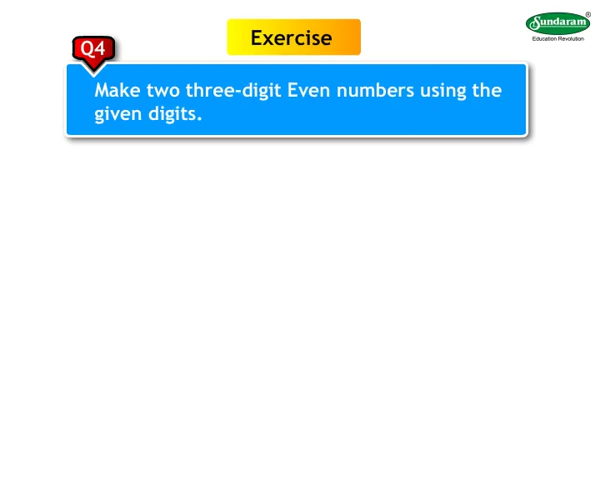 Exercise
Sundaram®
Education Revolution
Q4
Make two three-digit Even numbers using the
given digits.